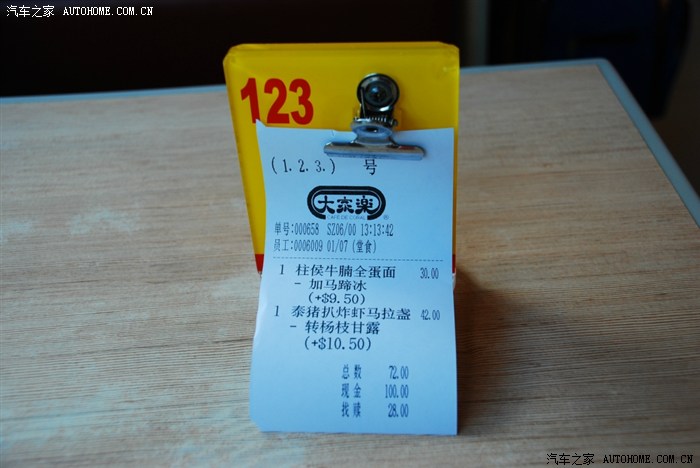 汽车之家 AUTOHOME.COM.CN
123
(1.2.3.) 号
大家楽
CAFE DE CORAL ®
单号:000658 SZ06/00 13:13:42
员工:0006009 01/07(堂食)
1 柱侯牛腩全蛋面 30.00
- 加马蹄冰
(+$9.50)
1 泰猪扒炸虾马拉盏 42.00
- 转杨枝甘露
(+$10.50)
总数 72.00
现金 100.00
找赎 28.00
汽车之家 AUTOHOME.COM.CN